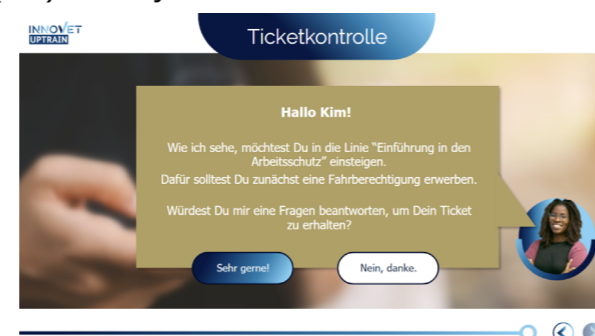 INNOVET
UPTRAIN
Ticketkontrolle
Hallo Kim!
Wie ich sehe, möchtest Du in die Linie "Einführung in den
Arbeitsschutz" einsteigen.
Dafür solltest Du zunächst eine Fahrberechtigung erwerben.
Würdest Du mir eine Fragen beantworten, um Dein Ticket
zu erhalten?
Sehr gerne!
Nein, danke.